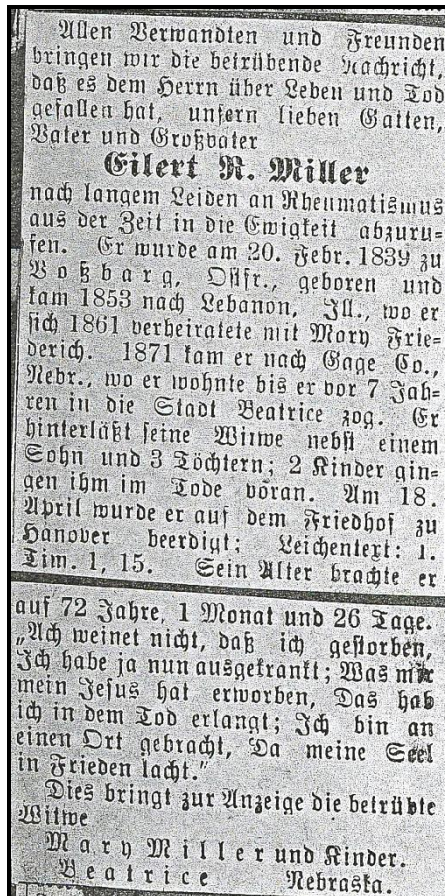 Allen Verwandten und Freunden
bringen wir die betrübende Nachricht,
daß es dem Herrn über Leben und Tod
gefallen hat, unsern lieben Gatten,
Vater und Großvater
Eilert R. Miller
nach langem Leiden an Rheumatismus
aus der Zeit in die Ewigkeit abzuru-
fen. Er wurde am 20. Febr. 1839 zu
Voßbarg, Ostfr., geboren und
kam 1853 nach Lebanon, Ill., wo er
sich 1861 verheiratete mit Mary Frie-
derich. 1871 kam er nach Gage Co.,
Nebr., wo er wohnte bis er vor 7 Jah-
ren in die Stadt Beatrice zog. Er
hinterläßt seine Witwe nebst einem
Sohn und 3 Töchtern; 2 Kinder gin-
gen ihm im Tode voran. Am 18.
April wurde er auf dem Friedhof zu
Hanover beerdigt; Leichentext: 1.
Tim. 1, 15. Sein Alter brachte er
auf 72 Jahre, 1 Monat und 26 Tage.
„Ach weinet nicht, daß ich gestorben,
Ich habe ja nun ausgekrankt; Was mir
mein Jesus hat erworben, Das hab
ich in dem Tod erlangt; Ich bin an
einen Ort gebracht, Da meine Seel
in Frieden lacht.“
Dies bringt zur Anzeige die betrübte
Witwe
Mary Miller und Kinder.
Beatrice Nebraska.